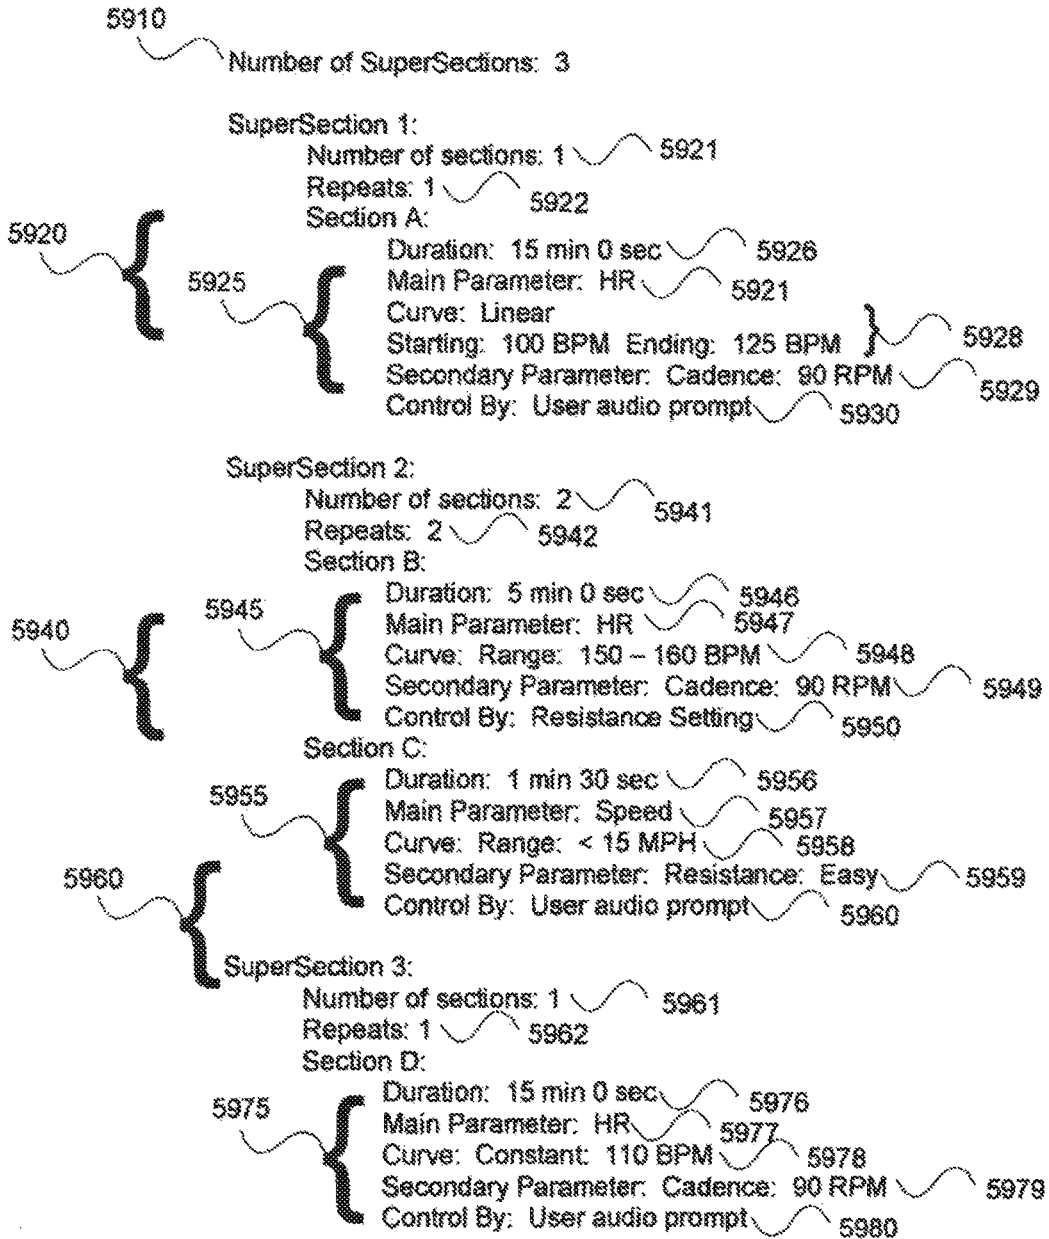 5910
Number of SuperSections: 3
SuperSection 1:
Number of sections: 1 5921
Repeats: 1 5922
Section A:
5920
Duration: 15 min 0 sec 5926
5925 Main Parameter: HR 5921
Curve: Linear
Starting: 100 BPM Ending: 125 BPM } 5928
Secondary Parameter: Cadence: 90 RPM 5929
Control By: User audio prompt 5930
SuperSection 2:
Number of sections: 2 5941
Repeats: 2 5942
Section B:
Duration: 5 min 0 sec 5946
5940 5945 Main Parameter: HR 5947
Curve: Range: 150 – 160 BPM 5948
Secondary Parameter: Cadence: 90 RPM 5949
Control By: Resistance Setting 5950
Section C:
Duration: 1 min 30 sec 5956
5955 Main Parameter: Speed 5957
Curve: Range: < 15 MPH 5958
5960 Secondary Parameter: Resistance: Easy 5959
Control By: User audio prompt 5960
SuperSection 3:
Number of sections: 1 5961
Repeats: 1 5962
Section D:
Duration: 15 min 0 sec 5976
5975 Main Parameter: HR 5977
Curve: Constant: 110 BPM 5978
Secondary Parameter: Cadence: 90 RPM 5979
Control By: User audio prompt 5980